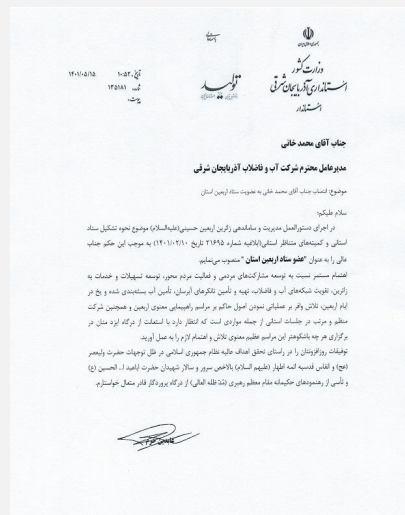 جمهوری اسلامی ایران
وزارت کشور
استانداری آذربایجان شرقی
استاندار
تولید
تاریخ: ۱۰:۵۲ ۱۴۰۱/۰۵/۱۵
۱۳۵۱۸۱
جناب آقای محمد خانی
مدیرعامل محترم شرکت آب و فاضلاب آذربایجان شرقی
موضوع: انتصاب جناب آقای محمد خانی به عضویت ستاد اربعین استان
سلام علیکم؛
در اجرای دستورالعمل مدیریت و ساماندهی زائرین اربعین حسینی(علیه‌السلام) موضوع نحوه تشکیل ستاد
استانی و کمیته‌های متناظر استانی(ابلاغیه شماره ۲۱۶۹۵ تاریخ ۱۴۰۱/۰۲/۱۰) به موجب این حکم جناب
عالی را به عنوان "عضو ستاد اربعین استان" منصوب می‌نمایم.
اهتمام مستمر نسبت به توسعه مشارکت‌های مردمی و فعالیت مردم محور، توسعه تسهیلات و خدمات به
زائرین، تقویت شبکه‌های آب و فاضلاب، تهیه و تأمین تانکرهای آبرسان، تأمین آب بسته‌بندی شده و یخ در
ایام اربعین، تلاش وافر بر عملیاتی نمودن اصول حاکم بر مراسم راهپیمایی معنوی اربعین و همچنین شرکت
منظم و مرتب در جلسات استانی از جمله مواردی است که انتظار دارد با استعانت از درگاه ایزد منان در
برگزاری هر چه باشکوهتر این مراسم عظیم معنوی تلاش و اهتمام لازم را به عمل آورید.
توفیقات روزافزونتان را در راستای تحقق اهداف عالیه نظام جمهوری اسلامی در ظل توجهات حضرت ولیعصر
(عج) و انفاس قدسیه ائمه اطهار (علیهم السلام) بالاخص سرور و سالار شهیدان حضرت اباعبد ا... الحسین (ع)
و تأسی از رهنمودهای حکیمانه مقام معظم رهبری (مُدّ ظله العالی) از درگاه پروردگار قادر متعال خواستارم.